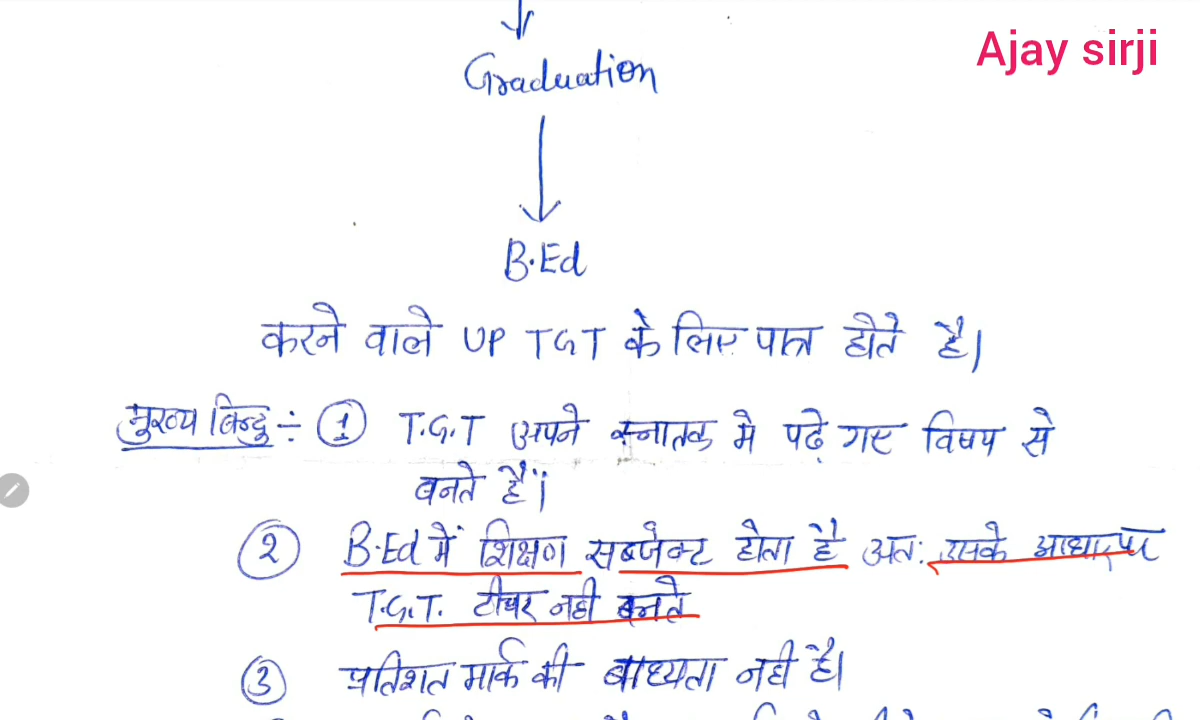 Ajay sirji
Graduation
B.Ed
करने वाले UP TGT के लिए पात्र होते है।
मुख्य बिन्दु ÷ ① T.G.T अपने स्नातक मे पढ़े गए विषय से
बनते हैं।
② B.Ed में शिक्षण सब्जेक्ट होता है अत: उसके आधार पर
T.G.T. टीचर नही बनते
③ प्रतिशत मार्क की बाध्यता नही है।